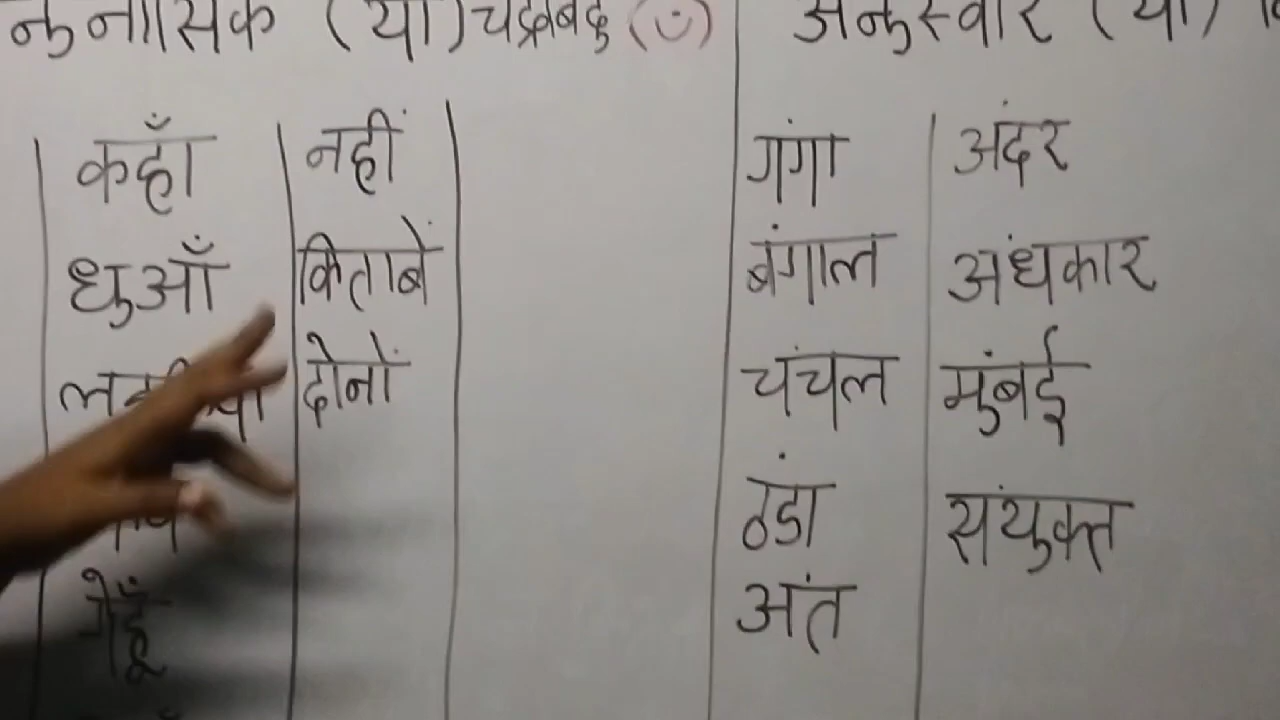 नुनासिक (या) चंद्रबिंदु (ँ)
अनुस्वार (या)
कहाँ नहीं
धुआँ किताबें
दोनों
गेहूँ
गंगा अंदर
बंगाल अंधकार
चंचल मुंबई
ठंडा संयुक्त
अंत